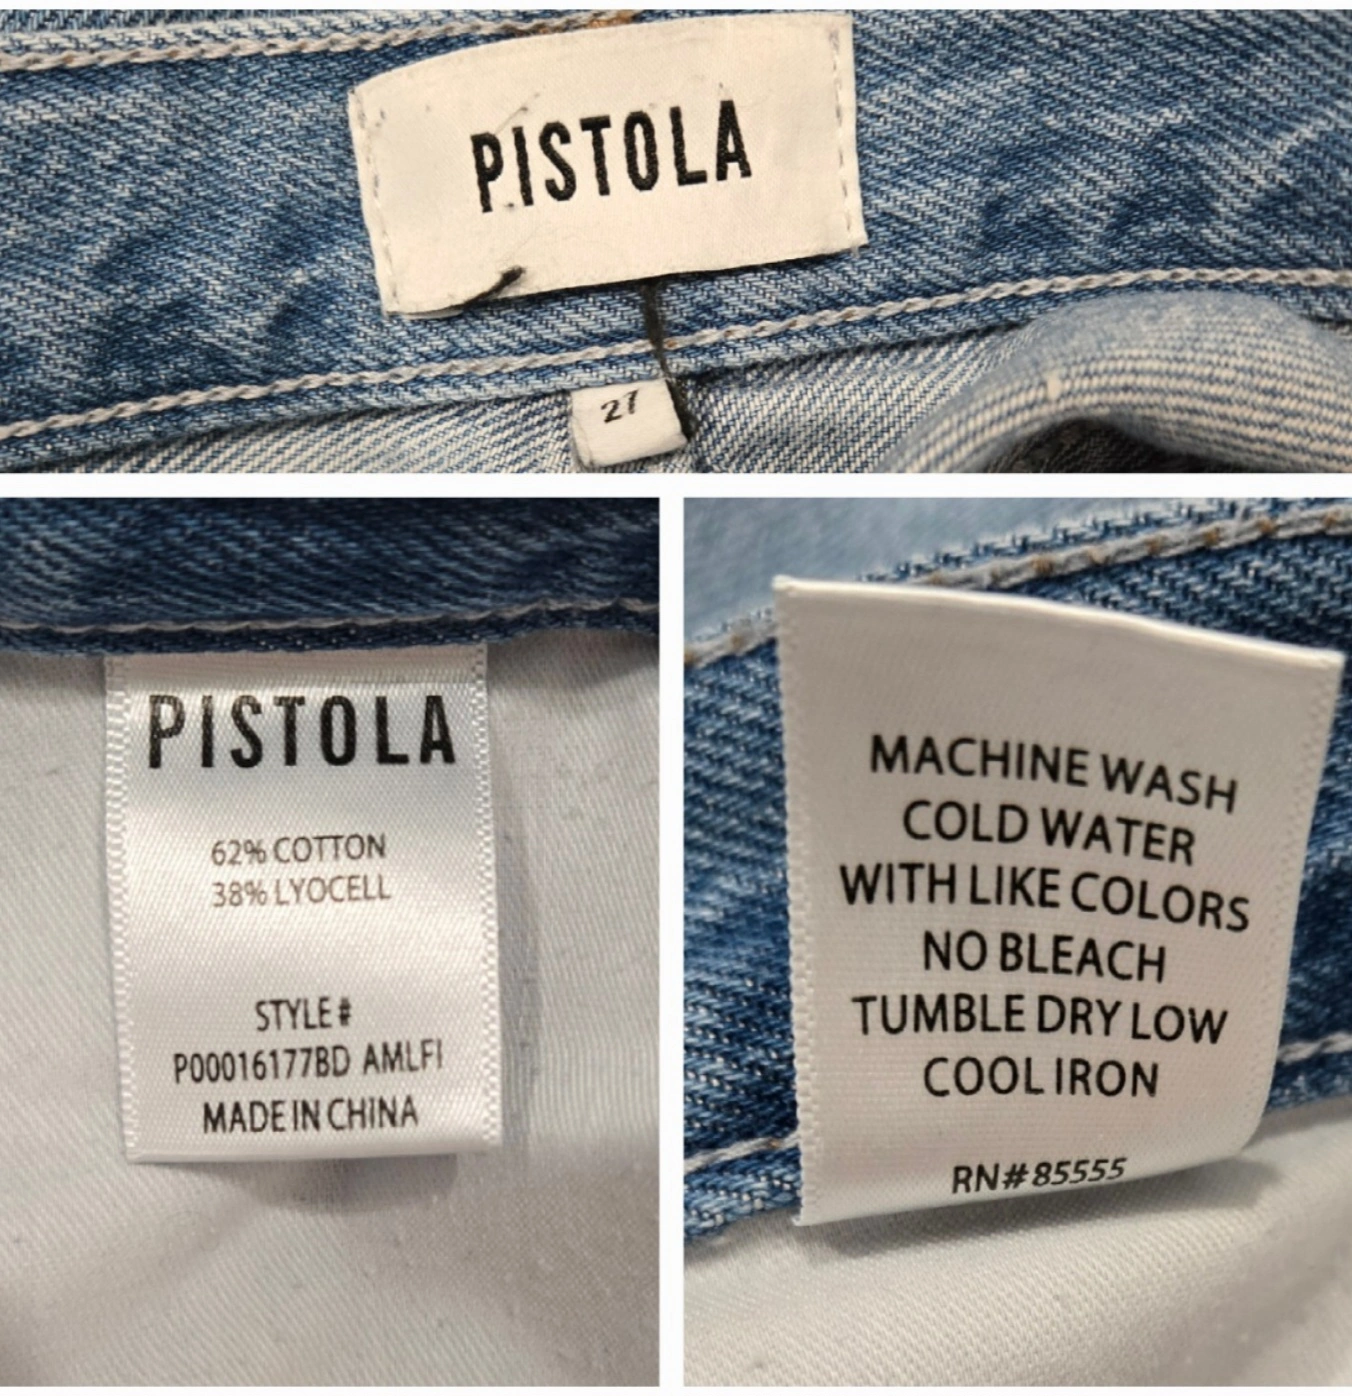 PISTOLA
27
PISTOLA
62% COTTON
38% LYOCELL
STYLE #
P00016177BD AMLFI
MADE IN CHINA
MACHINE WASH
COLD WATER
WITH LIKE COLORS
NO BLEACH
TUMBLE DRY LOW
COOL IRON
RN# 85555